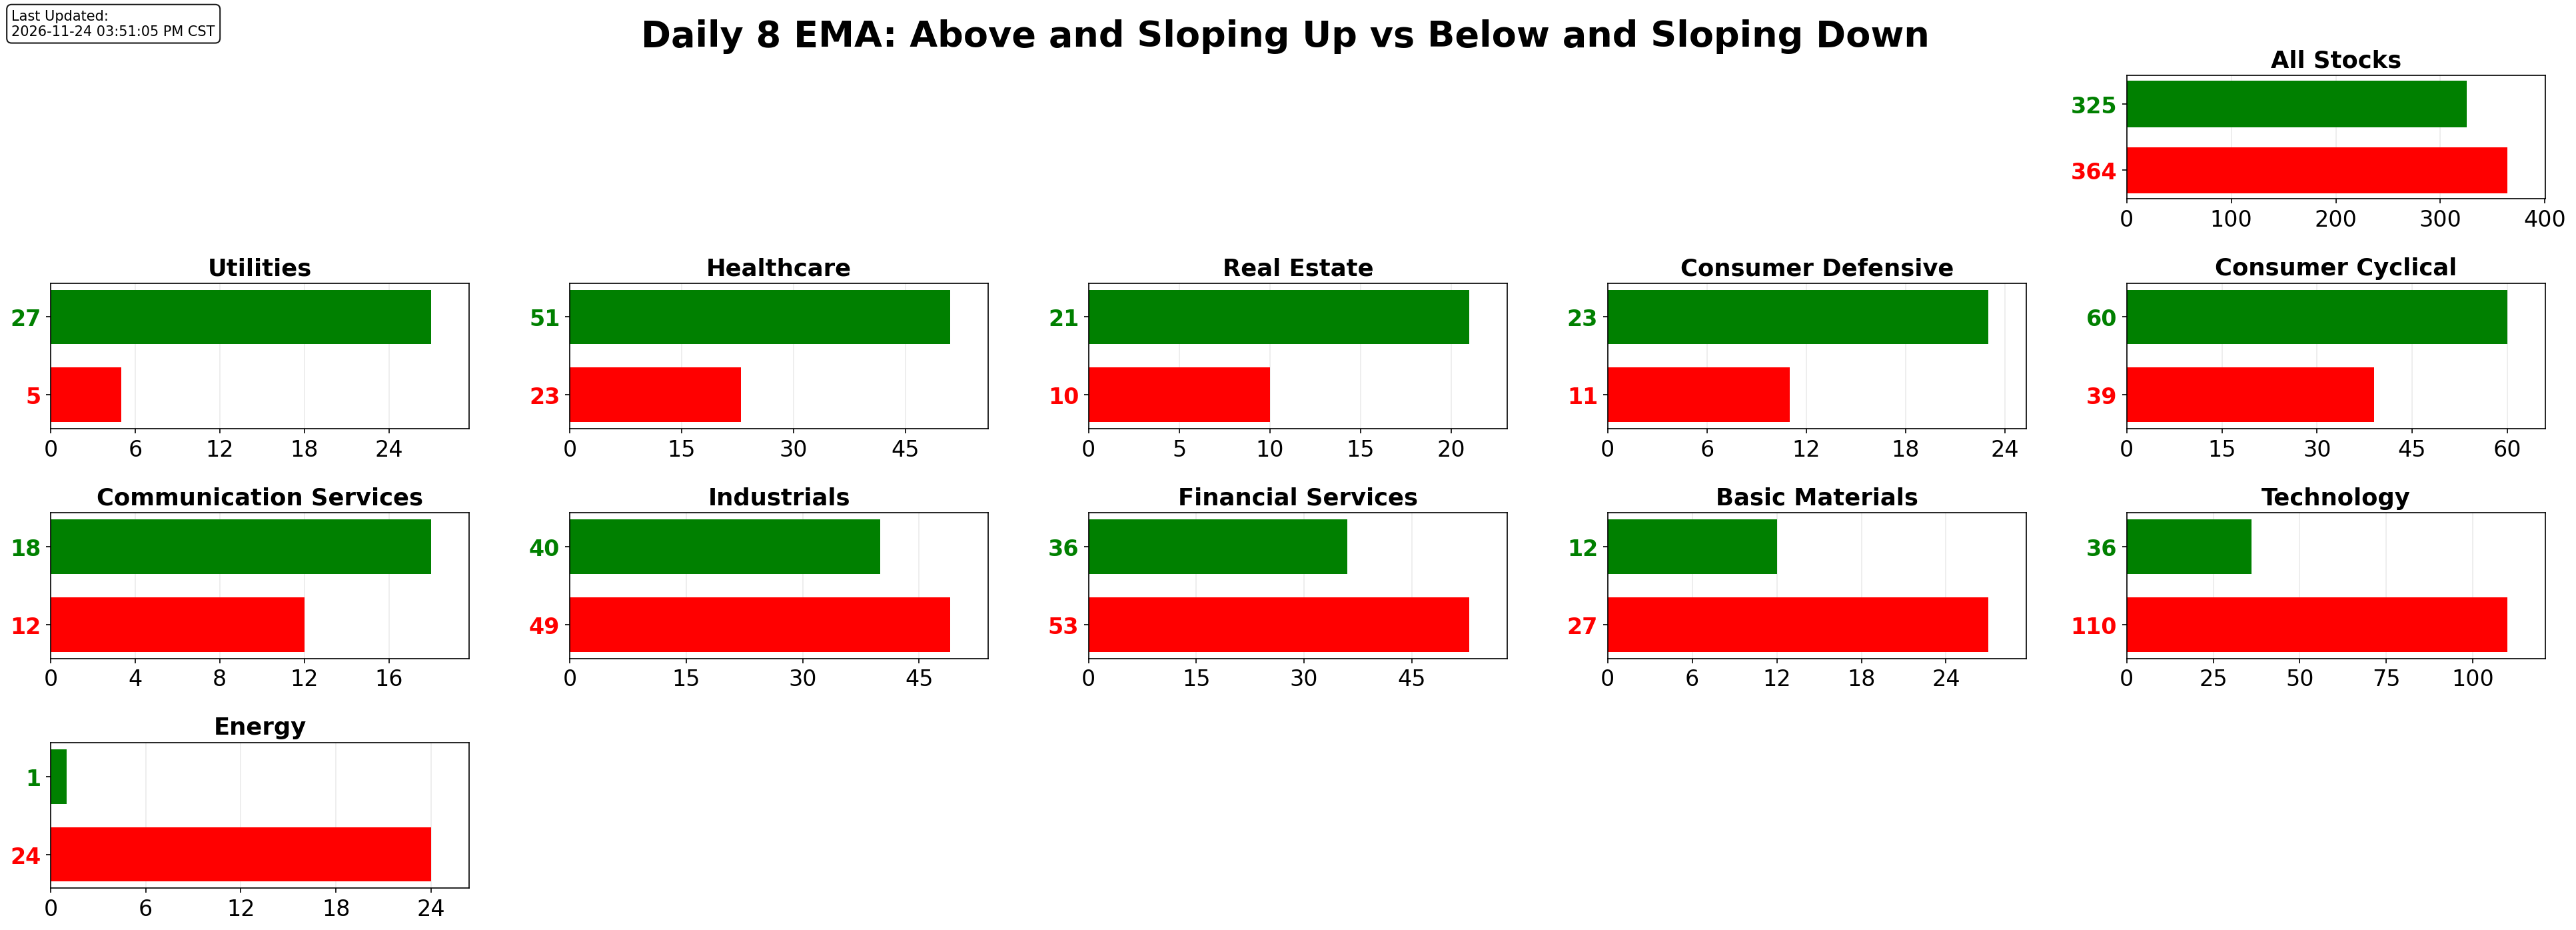 Last Updated:
2026-11-24 03:51:05 PM CST
Daily 8 EMA: Above and Sloping Up vs Below and Sloping Down
All Stocks
325
364
0 100 200 300 400
Utilities
27
5
0 6 12 18 24
Healthcare
51
23
0 15 30 45
Real Estate
21
10
0 5 10 15 20
Consumer Defensive
23
11
0 6 12 18 24
Consumer Cyclical
60
39
0 15 30 45 60
Communication Services
18
12
0 4 8 12 16
Industrials
40
49
0 15 30 45
Financial Services
36
53
0 15 30 45
Basic Materials
12
27
0 6 12 18 24
Technology
36
110
0 25 50 75 100
Energy
1
24
0 6 12 18 24